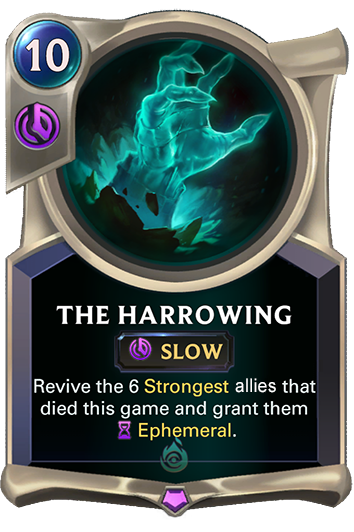 10
THE HARROWING
SLOW
Revive the 6 Strongest allies that
died this game and grant them
Ephemeral.